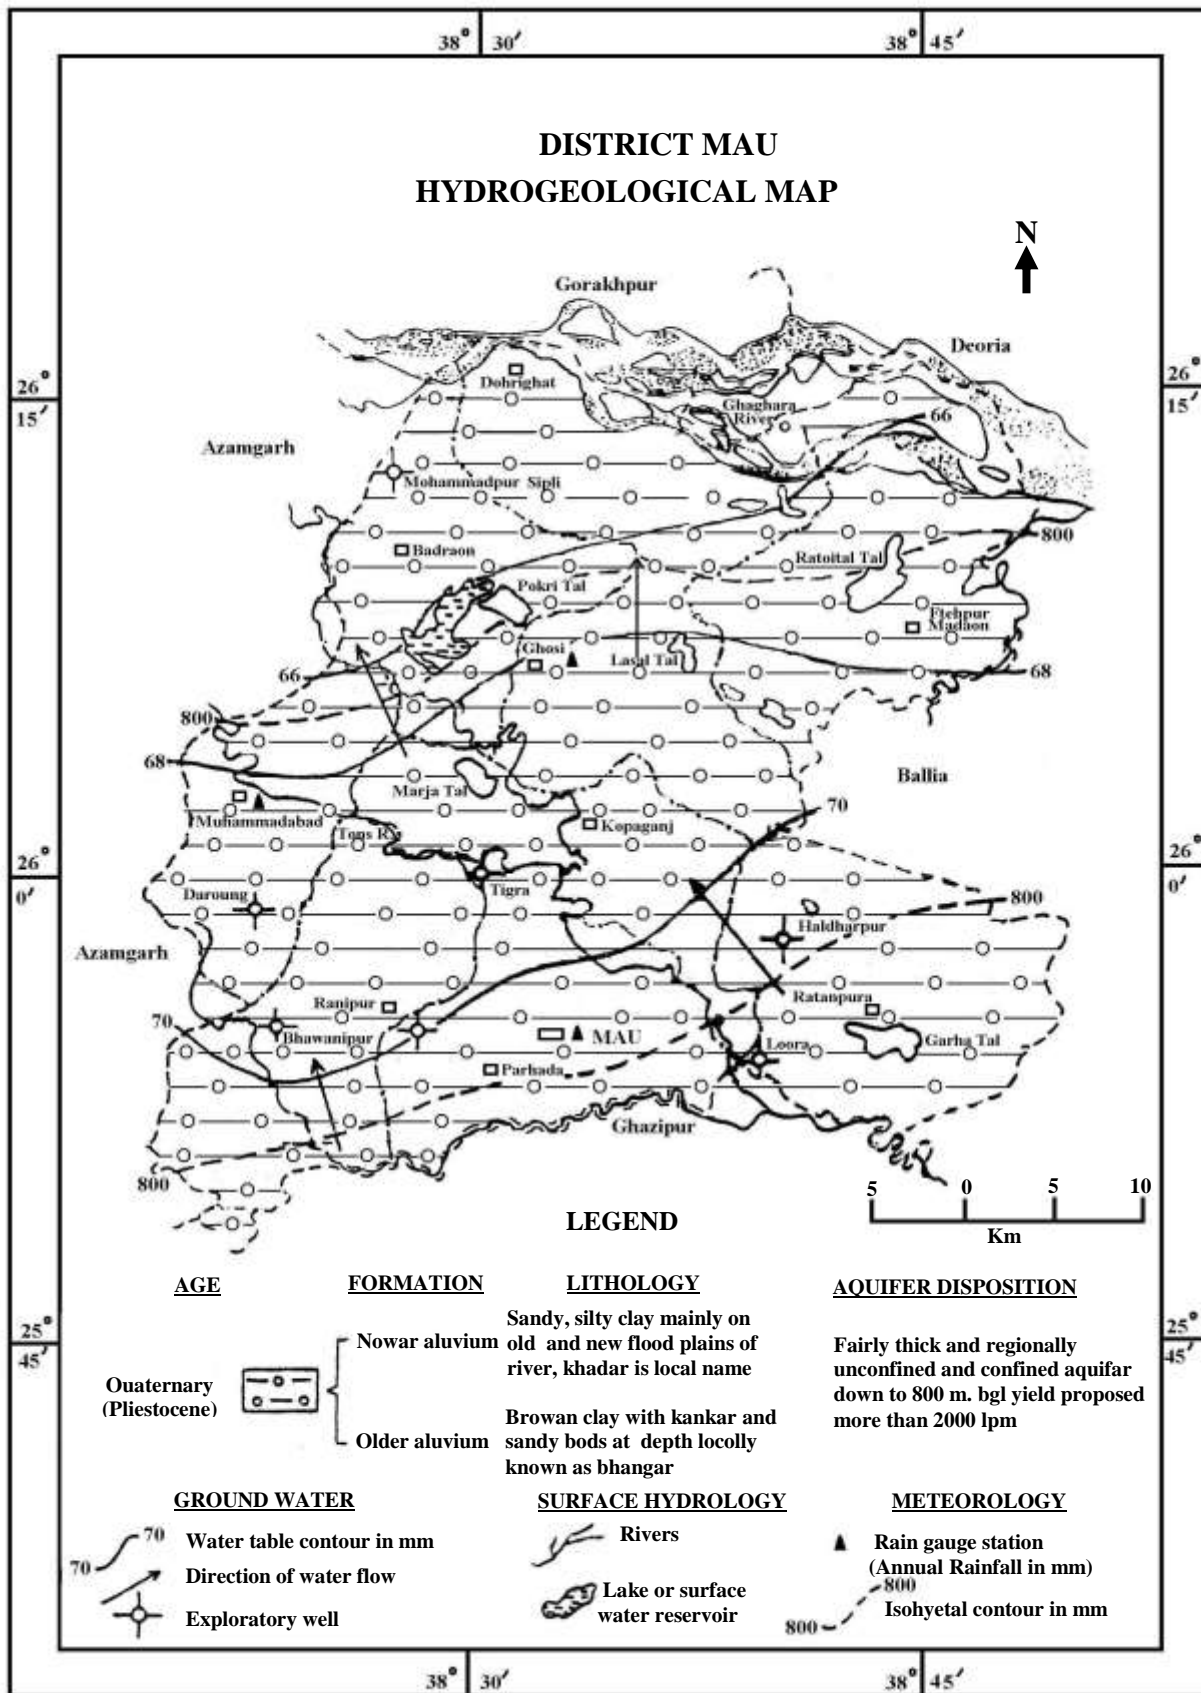 38° 30′
38° 45′
DISTRICT MAU
HYDROGEOLOGICAL MAP
N
Gorakhpur
Deoria
Dohrighat
26° 15′
26° 15′
Ghaghara
River
66
Azamgarh
Mohammadpur Sipli
800
Badraon
Ratoital Tal
Pokri Tal
Ftehpur
Madaon
Ghosi
Lasal Tal
66
68
800
68
Ballia
Marja Tal
70
Muhammadabad
Kopaganj
Tons R.
26° 0′
26° 0′
Daroung
Tigra
800
Haldharpur
Azamgarh
Ratanpura
Ranipur
70
Bhawanipur
MAU
Loora
Garha Tal
Parhada
Ghazipur
800
5 0 5 10
Km
LEGEND
AGE
FORMATION
LITHOLOGY
AQUIFER DISPOSITION
Ouaternary
(Pliestocene)
Nowar aluvium
Sandy, silty clay mainly on
old and new flood plains of
river, khadar is local name
Older aluvium
Browan clay with kankar and
sandy bods at depth locolly
known as bhangar
Fairly thick and regionally
unconfined and confined aquifar
down to 800 m. bgl yield proposed
more than 2000 lpm
25° 45′
25° 45′
GROUND WATER
70
70
Water table contour in mm
Direction of water flow
Exploratory well
SURFACE HYDROLOGY
Rivers
Lake or surface
water reservoir
METEOROLOGY
Rain gauge station
(Annual Rainfall in mm)
800
800
Isohyetal contour in mm
38° 30′
38° 45′